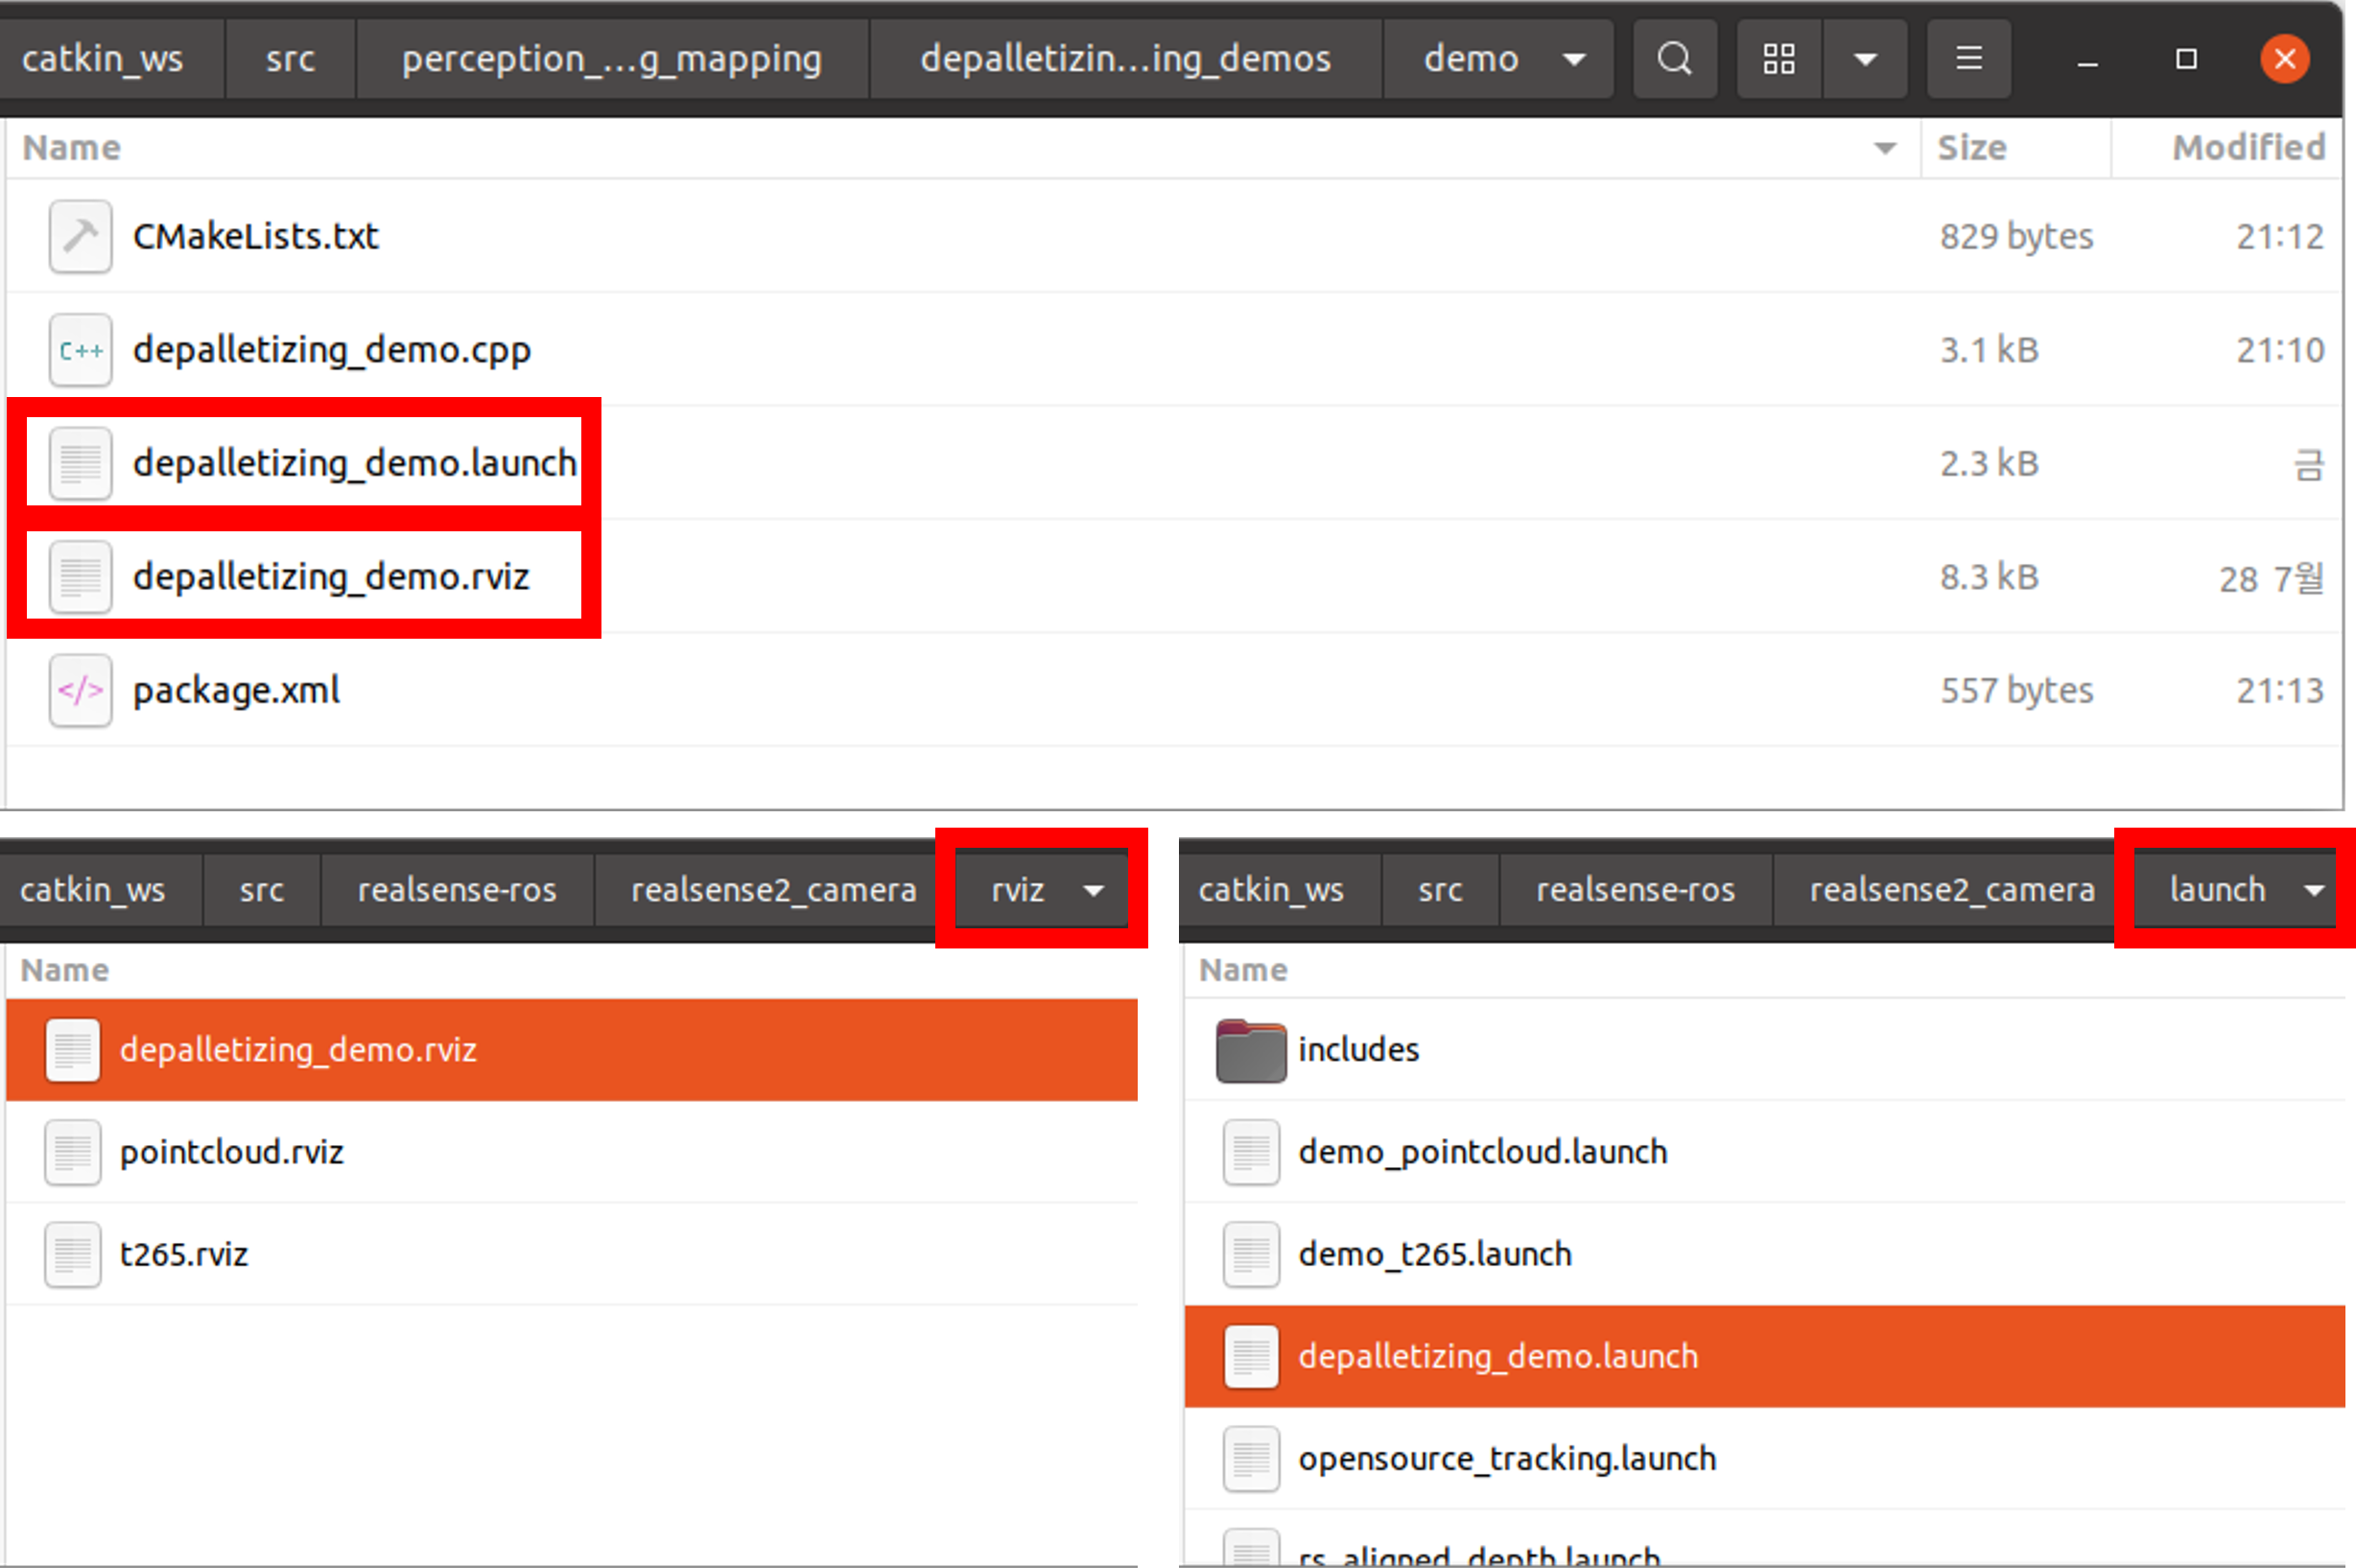 catkin_ws src perception_...g_mapping depalletizin...ing_demos demo
Name Size Modified
CMakeLists.txt 829 bytes 21:12
C++ depalletizing_demo.cpp 3.1 kB 21:10
depalletizing_demo.launch 2.3 kB 금
depalletizing_demo.rviz 8.3 kB 28 7월
</> package.xml 557 bytes 21:13
catkin_ws src realsense-ros realsense2_camera rviz
Name
depalletizing_demo.rviz
pointcloud.rviz
t265.rviz
catkin_ws src realsense-ros realsense2_camera launch
Name
includes
demo_pointcloud.launch
demo_t265.launch
depalletizing_demo.launch
opensource_tracking.launch
rs_aligned_depth.launch